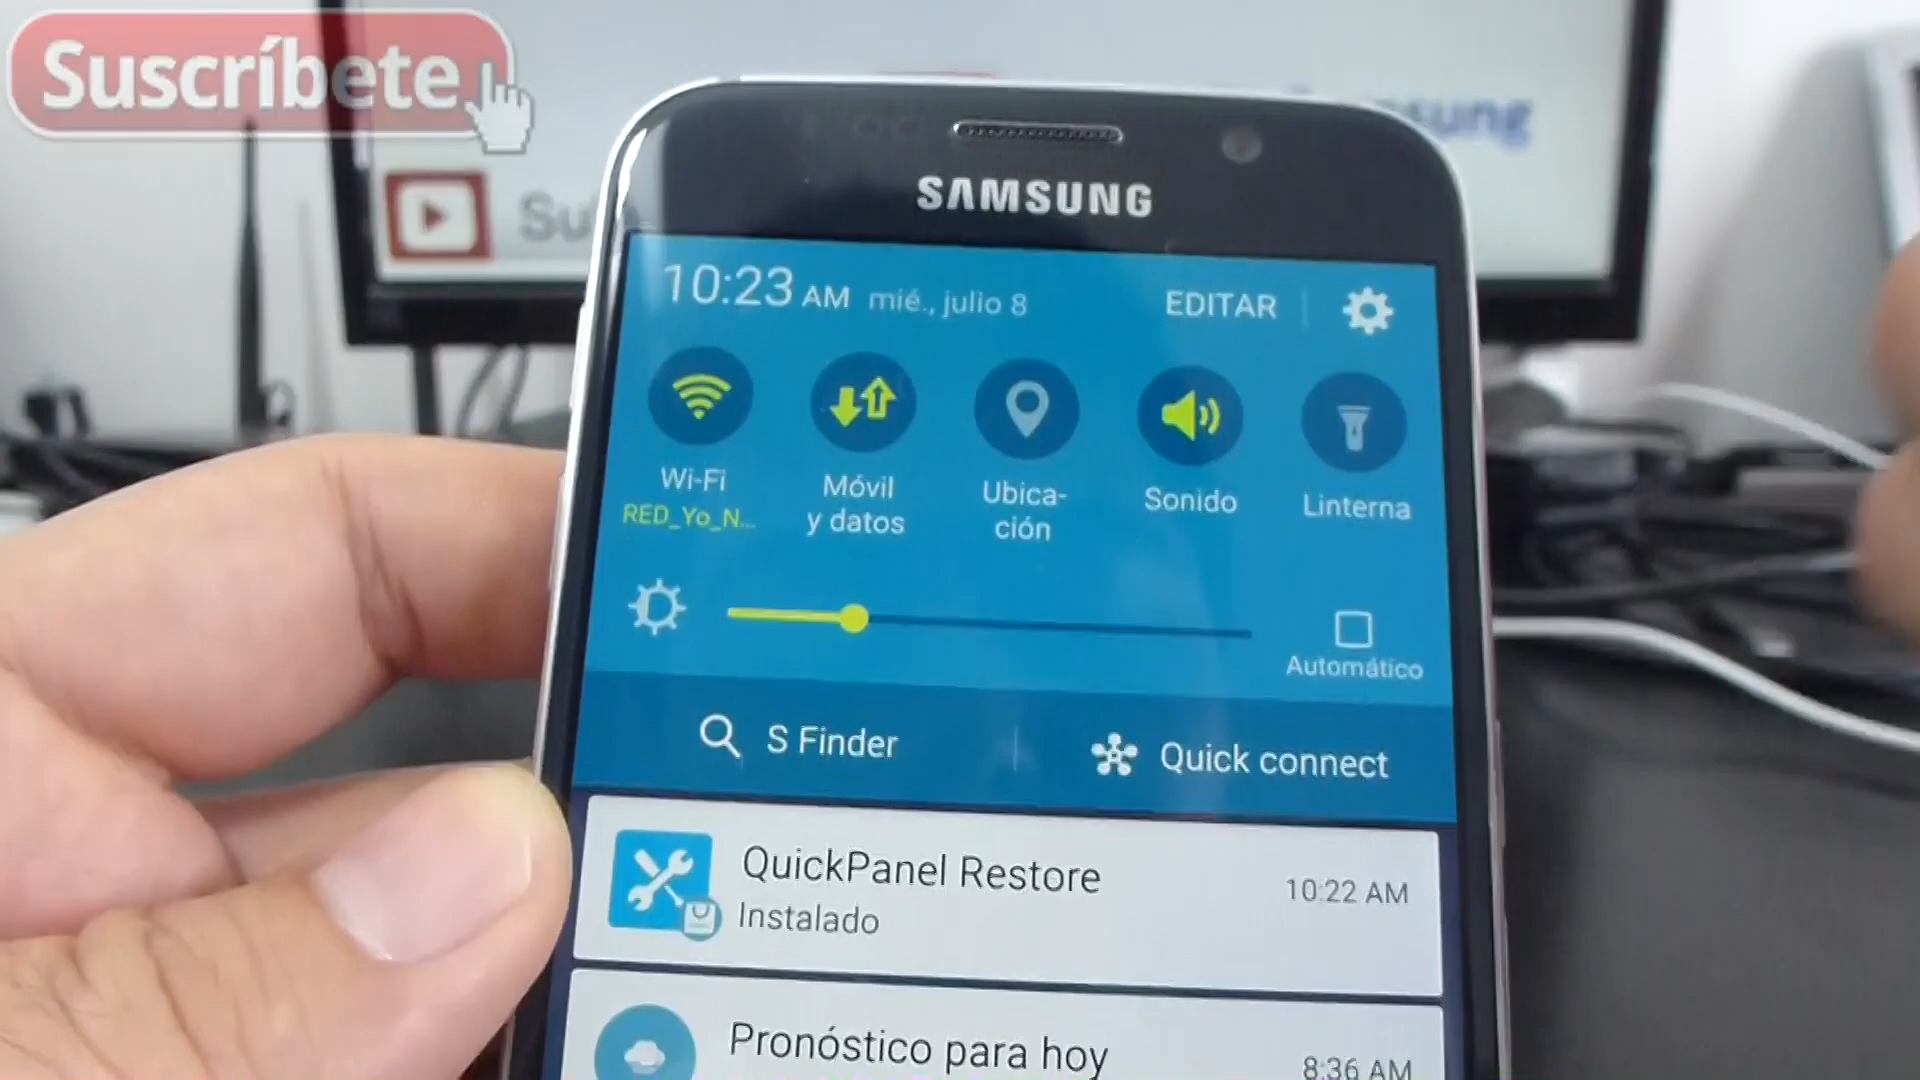 Suscríbete
SAMSUNG
10:23 AM mié., julio 8 EDITAR
Wi-Fi
RED_Yo_N...
Móvil
y datos
Ubica-
ción
Sonido
Linterna
Automático
S Finder
Quick connect
QuickPanel Restore
10:22 AM
Instalado
Pronóstico para hoy
8:36 AM